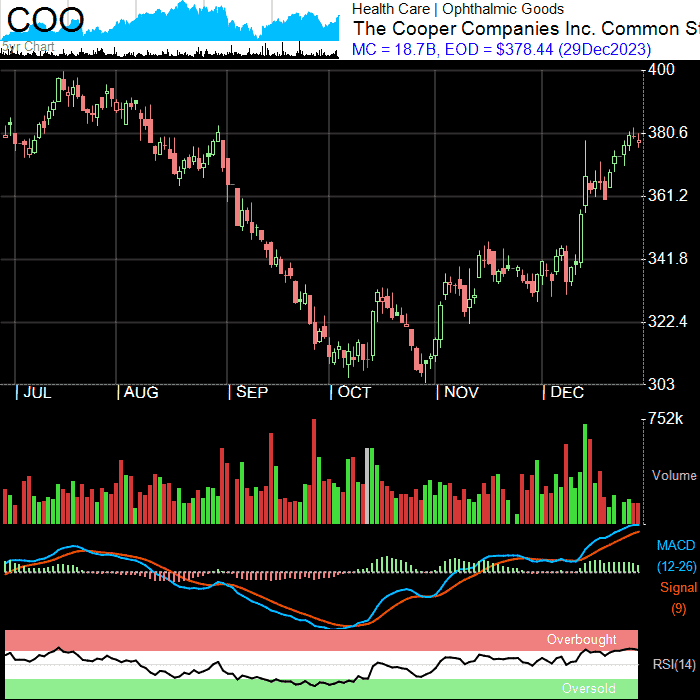 COO
5yr Chart
Health Care | Ophthalmic Goods
The Cooper Companies Inc. Common St
MC = 18.7B, EOD = $378.44 (29Dec2023)
400
380.6
361.2
341.8
322.4
303
JUL AUG SEP OCT NOV DEC
752k
Volume
MACD
(12-26)
Signal
(9)
Overbought
RSI(14)
Oversold